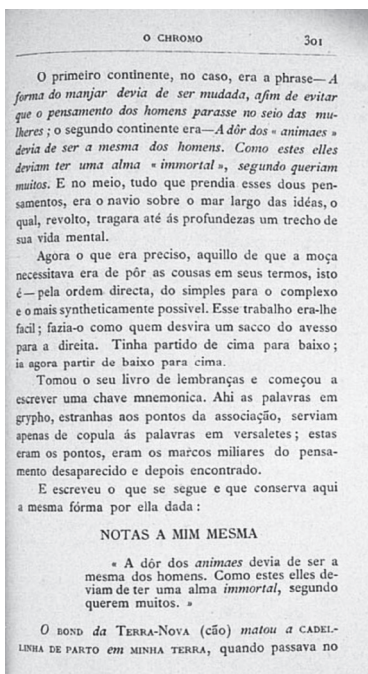 O CHROMO 301
O primeiro continente, no caso, era a phrase—A
forma do manjar devia de ser mudada, afim de evitar
que o pensamento dos homens parasse no seio das mu-
lheres ; o segundo continente era—A dôr dos « animaes »
devia de ser a mesma dos homens. Como estes elles
deviam ter uma alma « immortal », segundo queriam
muitos. E no meio, tudo que prendia esses dous pen-
samentos, era o navio sobre o mar largo das idéas, o
qual, revolto, tragara até ás profundezas um trecho de
sua vida mental.
Agora o que era preciso, aquillo de que a moça
necessitava era de pôr as cousas em seus termos, isto
é—pela ordem directa, do simples para o complexo
e o mais syntheticamente possivel. Esse trabalho era-lhe
facil ; fazia-o como quem desvira um sacco do avesso
para a direita. Tinha partido de cima para baixo ;
ia agora partir de baixo para cima.
Tomou o seu livro de lembranças e começou a
escrever uma chave mnemonica. Ahi as palavras em
grypho, estranhas aos pontos da associação, serviam
apenas de copula ás palavras em versaletes ; estas
eram os pontos, eram os marcos miliares do pensa-
mento desaparecido e depois encontrado.
E escreveu o que se segue e que conserva aqui
a mesma fórma por ella dada :
NOTAS A MIM MESMA
« A dôr dos animaes devia de ser a
mesma dos homens. Como estes elles de-
viam de ter uma alma immortal, segundo
querem muitos. »
O BOND da TERRA-NOVA (cão) matou a CADEL-
LINHA DE PARTO em MINHA TERRA, quando passava no